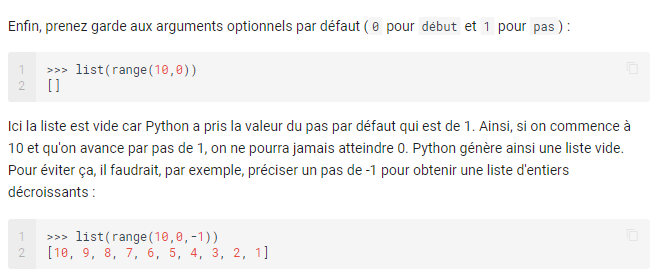 Enfin, prenez garde aux arguments optionnels par défaut ( 0 pour début et 1 pour pas ) :
1 >>> list(range(10,0))
2 []
Ici la liste est vide car Python a pris la valeur du pas par défaut qui est de 1. Ainsi, si on commence à
10 et qu'on avance par pas de 1, on ne pourra jamais atteindre 0. Python génère ainsi une liste vide.
Pour éviter ça, il faudrait, par exemple, préciser un pas de -1 pour obtenir une liste d'entiers
décroissants :
1 >>> list(range(10,0,-1))
2 [10, 9, 8, 7, 6, 5, 4, 3, 2, 1]